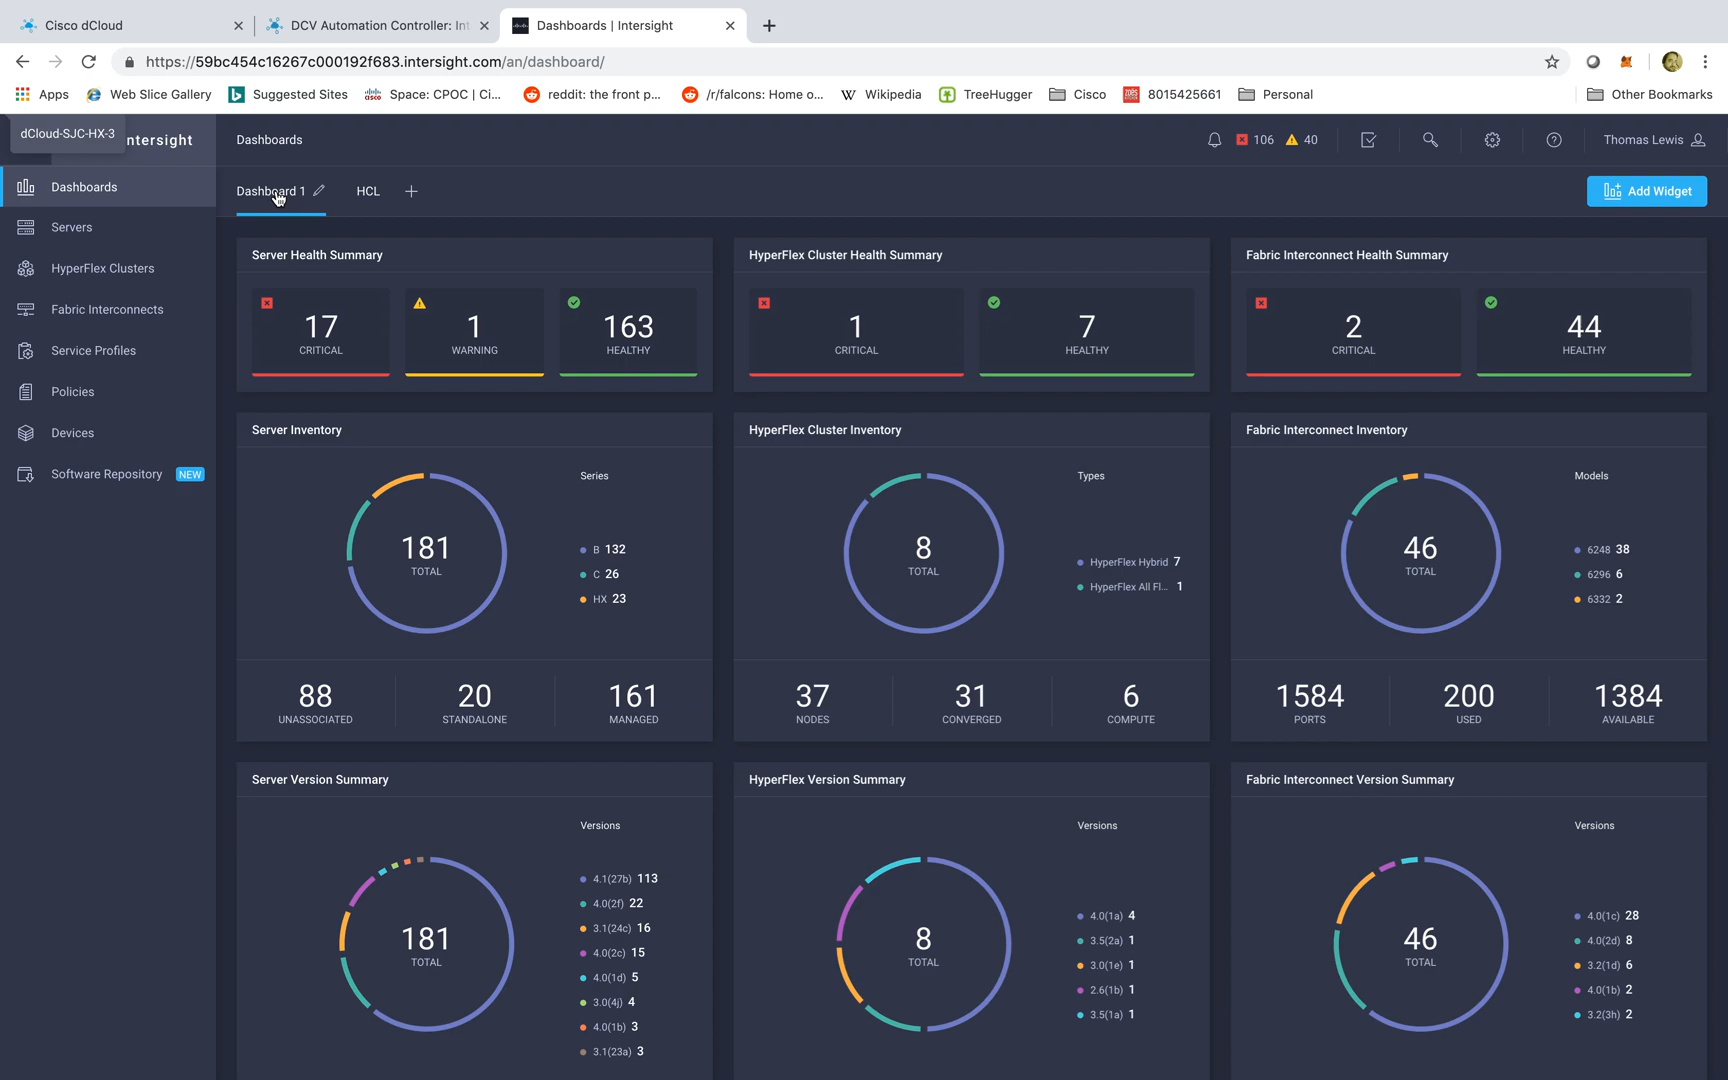 Cisco dCloud
DCV Automation Controller: Int
Dashboards | Intersight
https://59bc454c16267c000192f683.intersight.com/an/dashboard/
Apps
Web Slice Gallery
Suggested Sites
Space: CPOC | Ci...
reddit: the front p...
/r/falcons: Home o...
Wikipedia
TreeHugger
Cisco
8015425661
Personal
Other Bookmarks
dCloud-SJC-HX-3
ntersight
Dashboards
106
40
Thomas Lewis
Dashboards
Servers
HyperFlex Clusters
Fabric Interconnects
Service Profiles
Policies
Devices
Software Repository NEW
Dashboard 1
HCL
Add Widget
Server Health Summary
17
CRITICAL
1
WARNING
163
HEALTHY
HyperFlex Cluster Health Summary
1
CRITICAL
7
HEALTHY
Fabric Interconnect Health Summary
2
CRITICAL
44
HEALTHY
Server Inventory
181
TOTAL
Series
B 132
C 26
HX 23
88
UNASSOCIATED
20
STANDALONE
161
MANAGED
HyperFlex Cluster Inventory
8
TOTAL
Types
HyperFlex Hybrid 7
HyperFlex All Fl... 1
37
NODES
31
CONVERGED
6
COMPUTE
Fabric Interconnect Inventory
46
TOTAL
Models
6248 38
6296 6
6332 2
1584
PORTS
200
USED
1384
AVAILABLE
Server Version Summary
181
TOTAL
Versions
4.1(27b) 113
4.0(2f) 22
3.1(24c) 16
4.0(2c) 15
4.0(1d) 5
3.0(4j) 4
4.0(1b) 3
3.1(23a) 3
HyperFlex Version Summary
8
TOTAL
Versions
4.0(1a) 4
3.5(2a) 1
3.0(1e) 1
2.6(1b) 1
3.5(1a) 1
Fabric Interconnect Version Summary
46
TOTAL
Versions
4.0(1c) 28
4.0(2d) 8
3.2(1d) 6
4.0(1b) 2
3.2(3h) 2